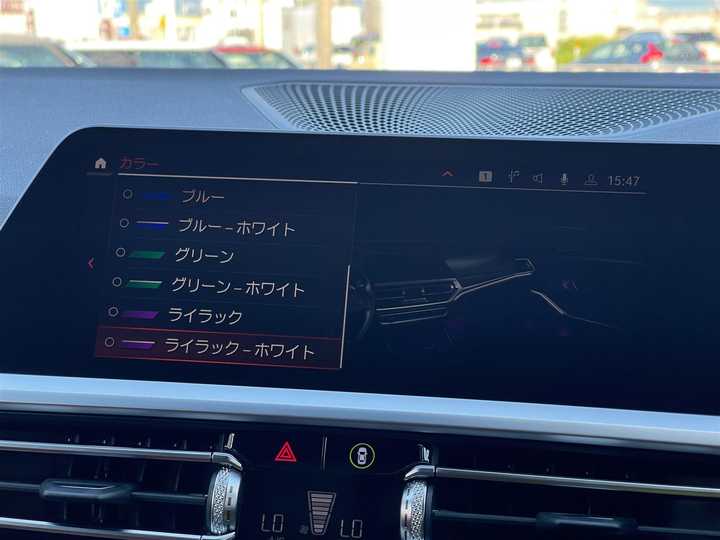 カラー
1
15:47
ブルー
ブルー－ホワイト
グリーン
グリーン－ホワイト
ライラック
ライラック－ホワイト
LO
LO